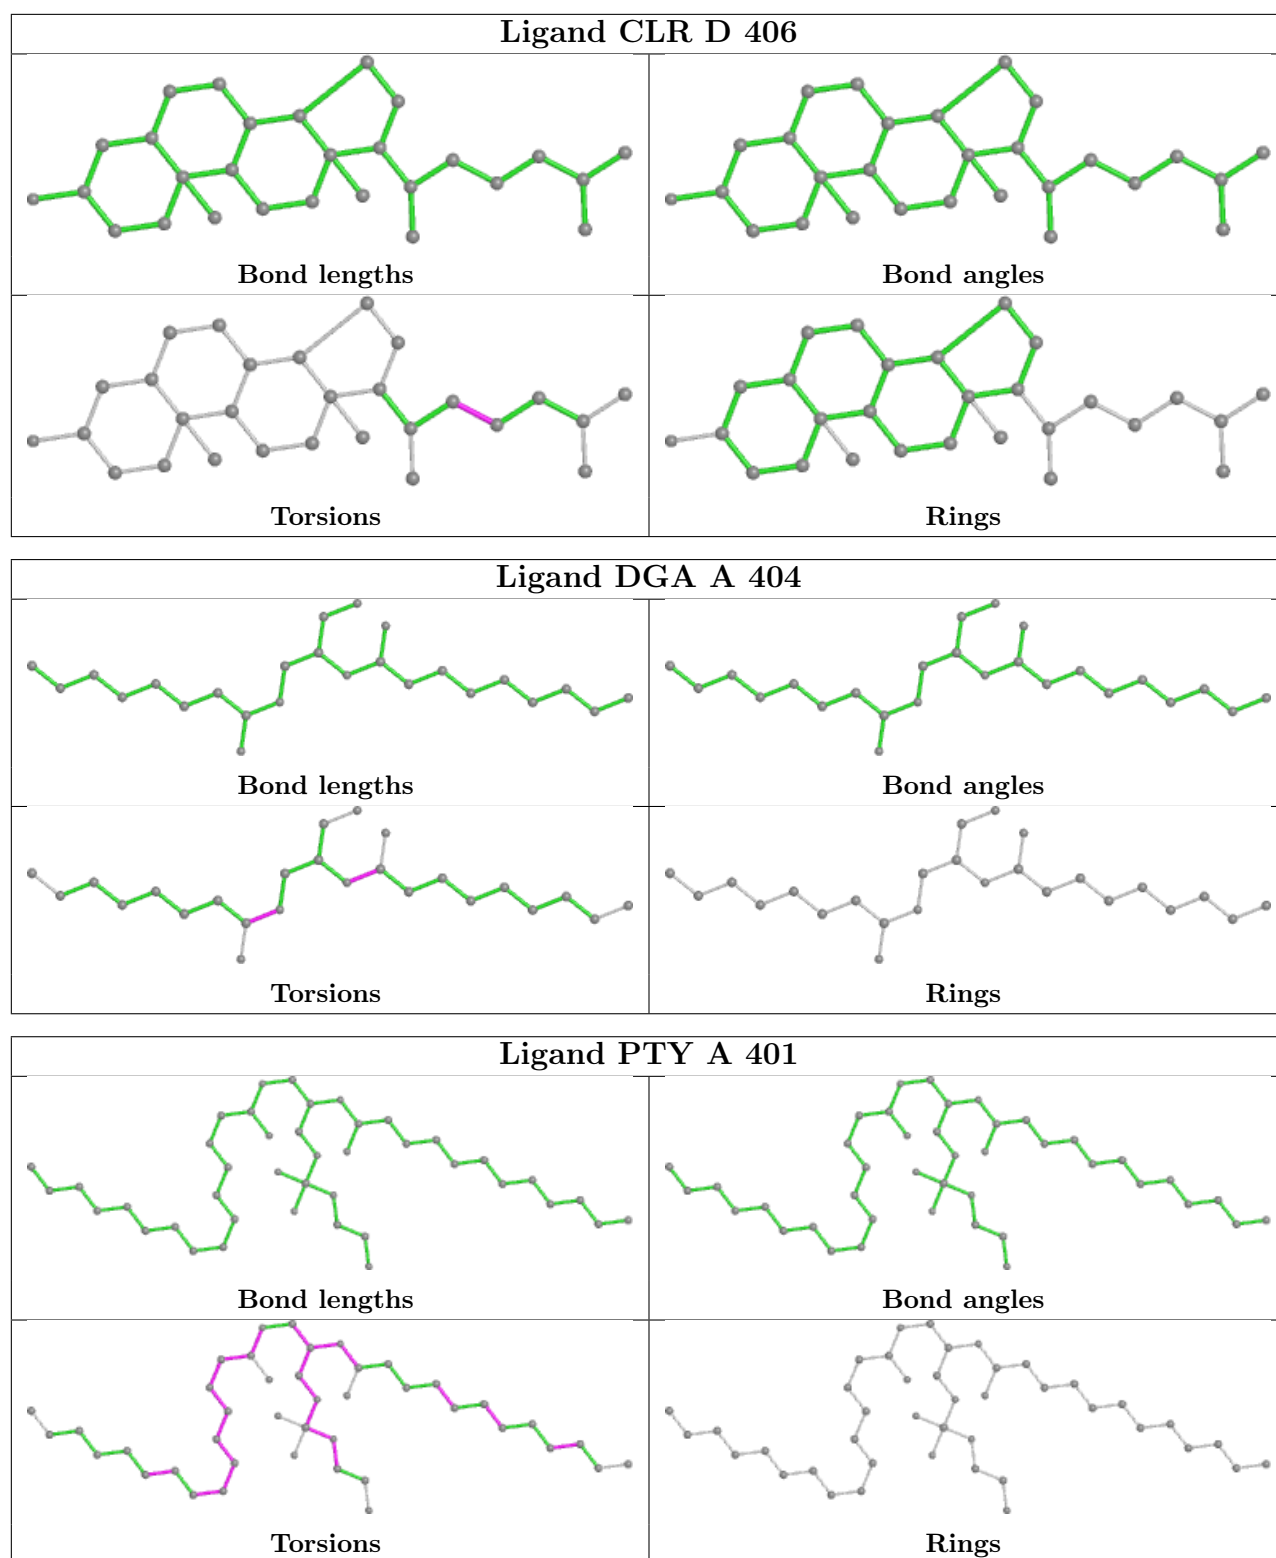 Ligand CLR D 406
Bond lengths
Bond angles
Torsions
Rings
Ligand DGA A 404
Bond lengths
Bond angles
Torsions
Rings
Ligand PTY A 401
Bond lengths
Bond angles
Torsions
Rings